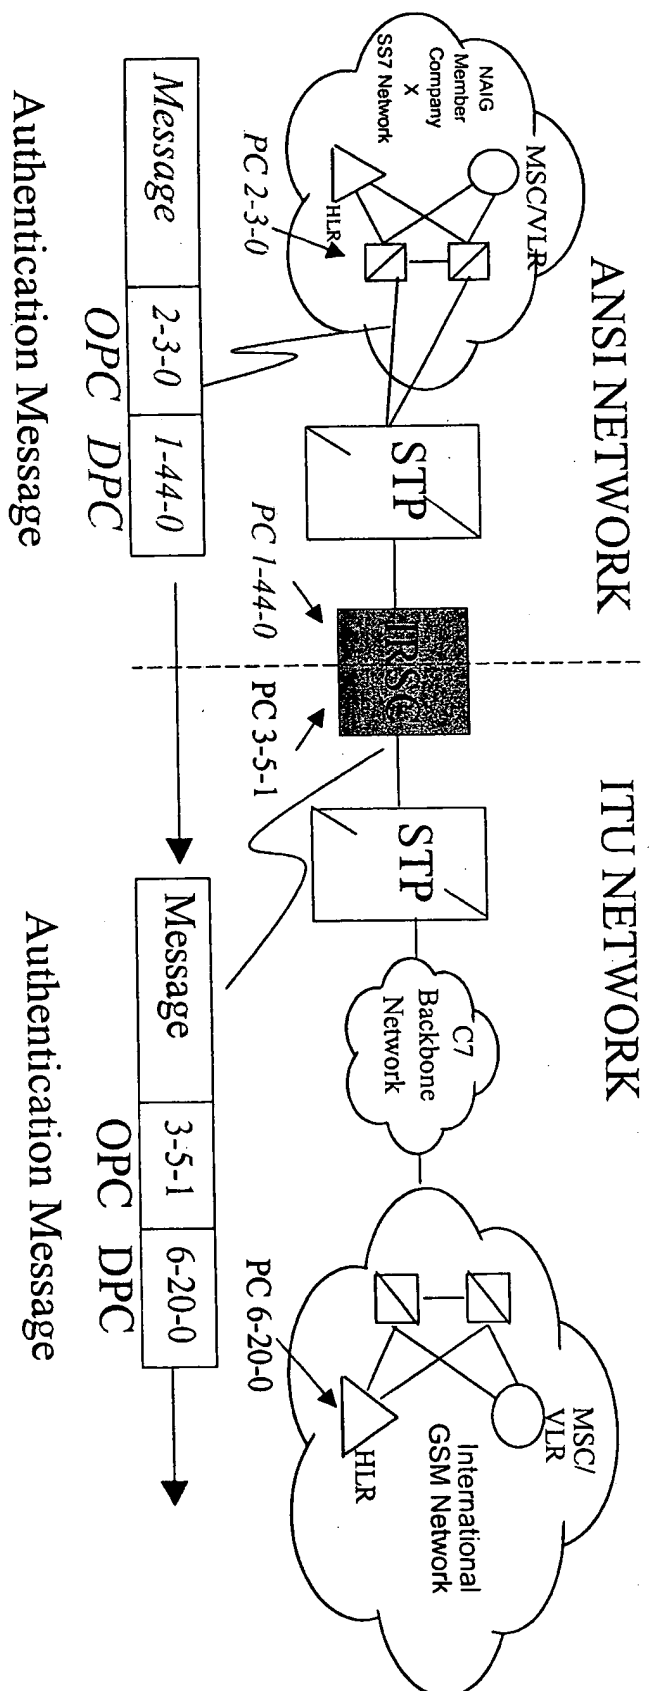 ANSI NETWORK
ITU NETWORK
NAIG
Member
Company
X
SS7 Network
MSC/VLR
HLR
PC 2-3-0
STP
PC 1-44-0
PC 3-5-1
STP
C7
Backbone
Network
MSC/
VLR
International
GSM Network
HLR
PC 6-20-0
Message 2-3-0 1-44-0
OPC DPC
Authentication Message
Message 3-5-1 6-20-0
OPC DPC
Authentication Message